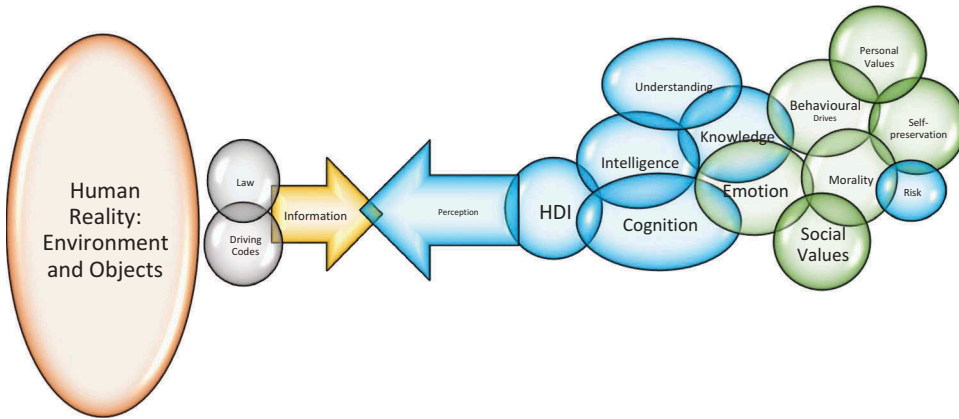 Human
Reality:
Environment
and Objects
Law
Driving
Codes
Information
Perception
HDI
Understanding
Intelligence
Knowledge
Cognition
Emotion
Behavioural
Drives
Personal
Values
Self-
preservation
Morality
Risk
Social
Values